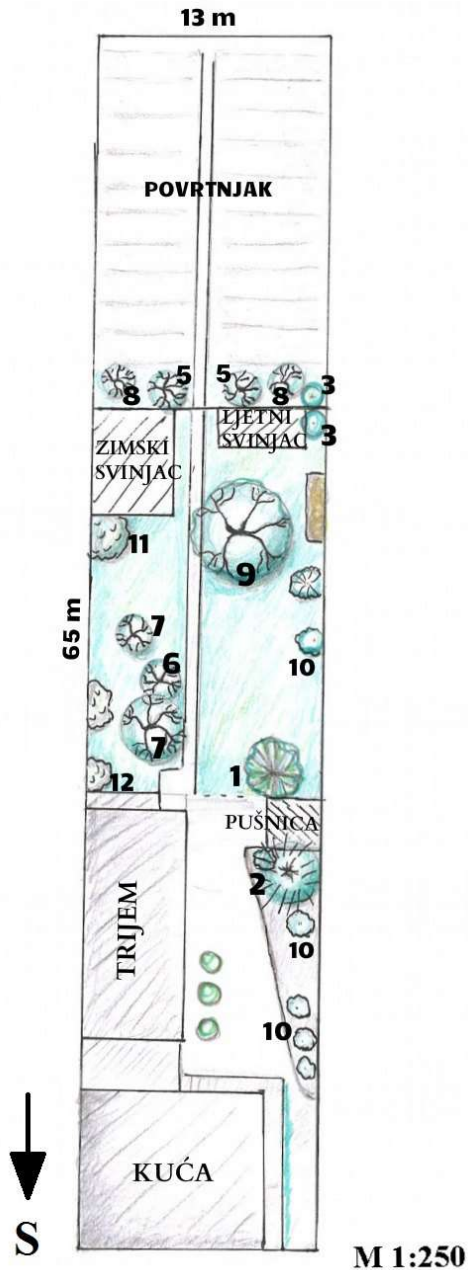 13 m
POVRTNJAK
8
5
5
8
3
3
ZIMSKI
SVINJAC
LJETNI
SVINJAC
11
9
65 m
7
6
7
10
12
1
PUŠNICA
2
10
TRIJEM
10
KUĆA
S
M 1:250